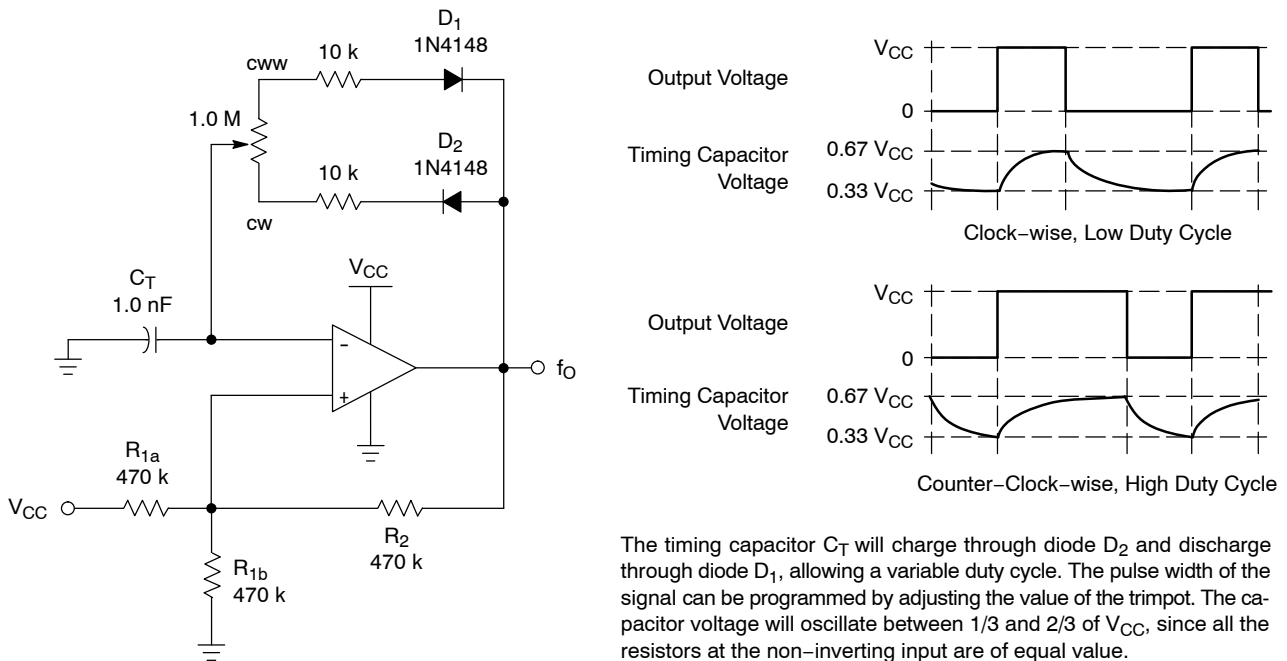 D1
1N4148
10 k
cww
1.0 M
D2
1N4148
10 k
cw
CT
1.0 nF
VCC
-
+
fO
R1a
470 k
VCC
R2
470 k
R1b
470 k
VCC
Output Voltage
0
Timing Capacitor
Voltage
0.67 VCC
0.33 VCC
Clock−wise, Low Duty Cycle
VCC
Output Voltage
0
Timing Capacitor
Voltage
0.67 VCC
0.33 VCC
Counter−Clock−wise, High Duty Cycle
The timing capacitor CT will charge through diode D2 and discharge
through diode D1, allowing a variable duty cycle. The pulse width of the
signal can be programmed by adjusting the value of the trimpot. The ca-
pacitor voltage will oscillate between 1/3 and 2/3 of VCC, since all the
resistors at the non−inverting input are of equal value.